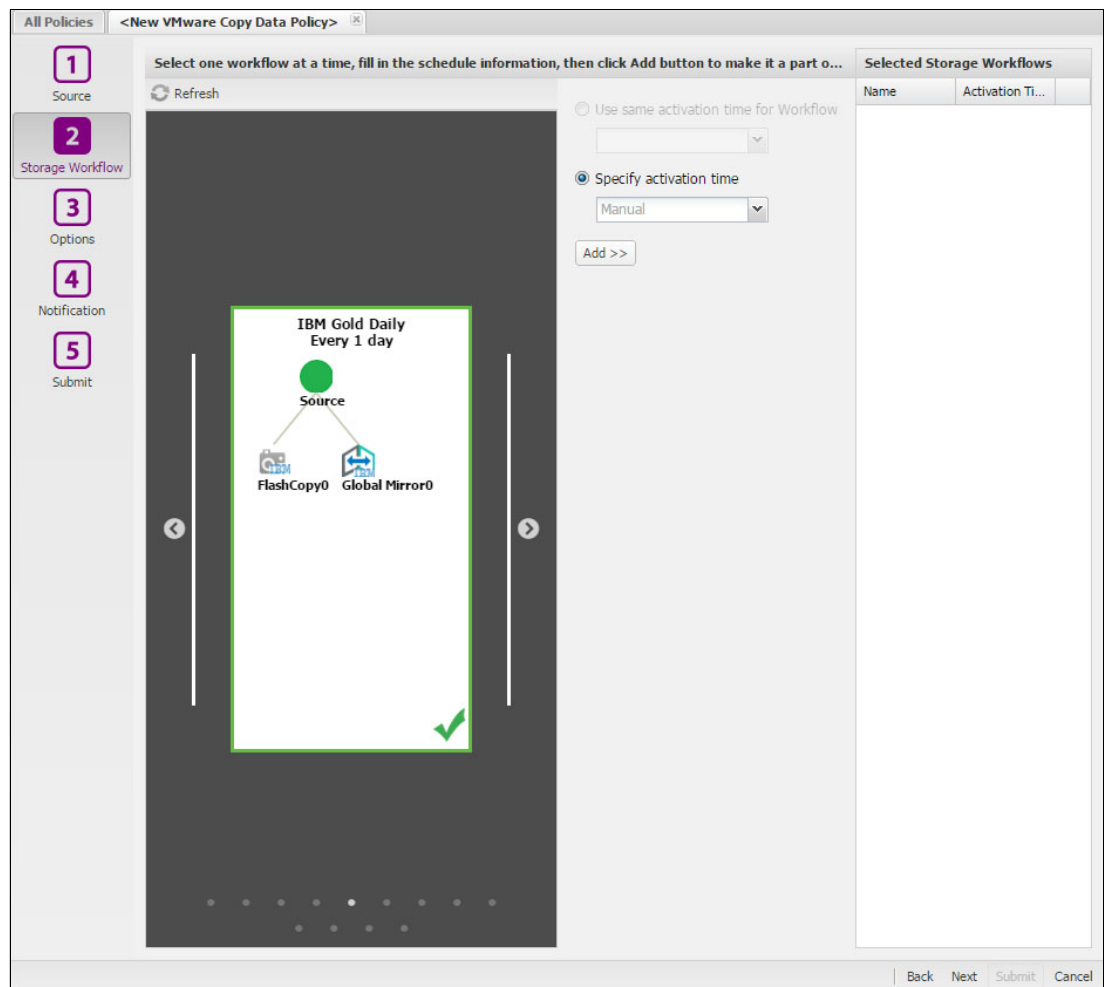 All Policies
<New VMware Copy Data Policy>
1
Source
2
Storage Workflow
3
Options
4
Notification
5
Submit
Select one workflow at a time, fill in the schedule information, then click Add button to make it a part o...
Refresh
IBM Gold Daily
Every 1 day
Source
IBM
IBM
FlashCopy0 Global Mirror0
Use same activation time for Workflow
Specify activation time
Manual
Add >>
Selected Storage Workflows
Name Activation Ti...
Back Next Submit Cancel